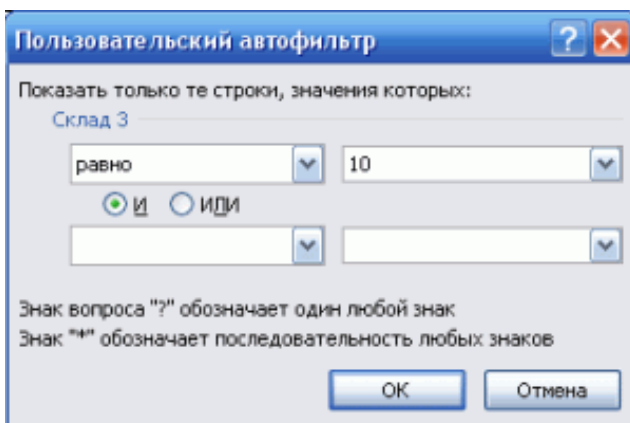 Пользовательский автофильтр
Показать только те строки, значения которых:
Склад 3
равно 10
И ИЛИ
Знак вопроса "?" обозначает один любой знак
Знак "*" обозначает последовательность любых знаков
ОК Отмена